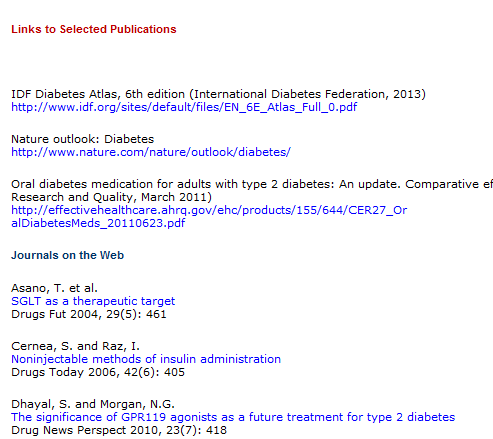 Links to Selected Publications
IDF Diabetes Atlas, 6th edition (International Diabetes Federation, 2013)
http://www.idf.org/sites/default/files/EN_6E_Atlas_Full_0.pdf
Nature outlook: Diabetes
http://www.nature.com/nature/outlook/diabetes/
Oral diabetes medication for adults with type 2 diabetes: An update. Comparative ef
Research and Quality, March 2011)
http://effectivehealthcare.ahrq.gov/ehc/products/155/644/CER27_Or
alDiabetesMeds_20110623.pdf
Journals on the Web
Asano, T. et al.
SGLT as a therapeutic target
Drugs Fut 2004, 29(5): 461
Cernea, S. and Raz, I.
Noninjectable methods of insulin administration
Drugs Today 2006, 42(6): 405
Dhayal, S. and Morgan, N.G.
The significance of GPR119 agonists as a future treatment for type 2 diabetes
Drug News Perspect 2010, 23(7): 418